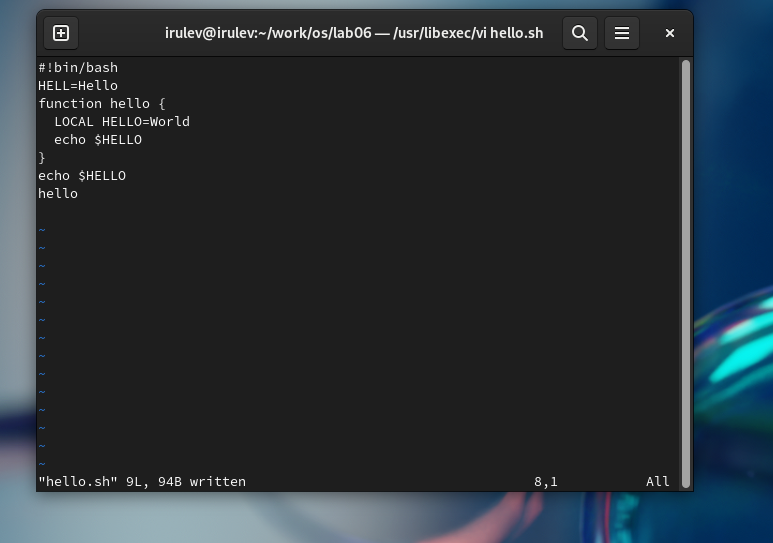 irulev@irulev:~/work/os/lab06 — /usr/libexec/vi hello.sh
#!bin/bash
HELL=Hello
function hello {
  LOCAL HELLO=World
  echo $HELLO
}
echo $HELLO
hello

~
~
~
~
~
~
~
~
~
~
~
~
~
~
"hello.sh" 9L, 94B written 8,1 All